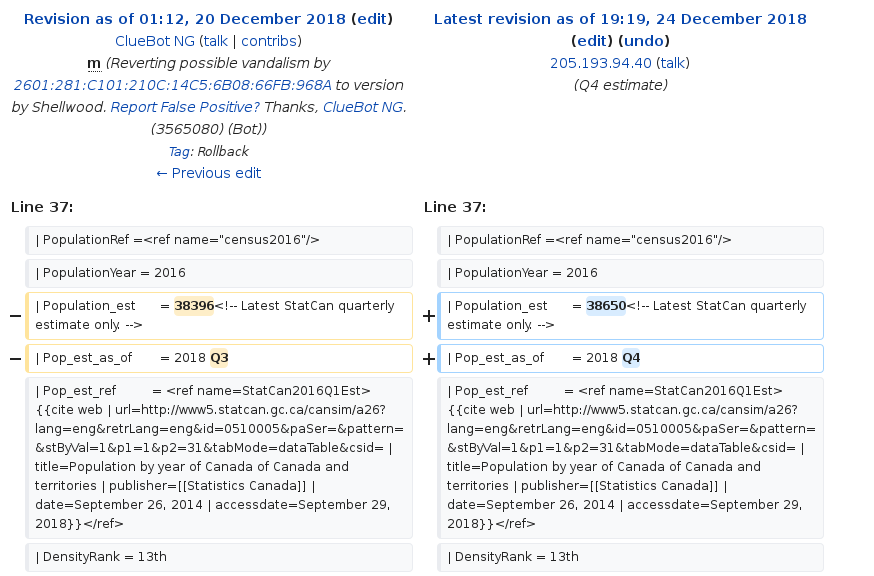 Revision as of 01:12, 20 December 2018 (edit)
ClueBot NG (talk | contribs)
m (Reverting possible vandalism by
2601:281:C101:210C:14C5:6B08:66FB:968A to version
by Shellwood. Report False Positive? Thanks, ClueBot NG.
(3565080) (Bot))
Tag: Rollback
← Previous edit
Latest revision as of 19:19, 24 December 2018
(edit) (undo)
205.193.94.40 (talk)
(Q4 estimate)
Line 37:
| PopulationRef =<ref name="census2016"/>
| PopulationYear = 2016
− | Population_est = 38396<!-- Latest StatCan quarterly
estimate only. -->
− | Pop_est_as_of = 2018 Q3
| Pop_est_ref = <ref name=StatCan2016Q1Est>
{{cite web | url=http://www5.statcan.gc.ca/cansim/a26?
lang=eng&retrLang=eng&id=0510005&paSer=&pattern=
&stByVal=1&p1=1&p2=31&tabMode=dataTable&csid= |
title=Population by year of Canada of Canada and
territories | publisher=[[Statistics Canada]] |
date=September 26, 2014 | accessdate=September 29,
2018}}</ref>
| DensityRank = 13th
Line 37:
| PopulationRef =<ref name="census2016"/>
| PopulationYear = 2016
+ | Population_est = 38650<!-- Latest StatCan quarterly
estimate only. -->
+ | Pop_est_as_of = 2018 Q4
| Pop_est_ref = <ref name=StatCan2016Q1Est>
{{cite web | url=http://www5.statcan.gc.ca/cansim/a26?
lang=eng&retrLang=eng&id=0510005&paSer=&pattern=
&stByVal=1&p1=1&p2=31&tabMode=dataTable&csid= |
title=Population by year of Canada of Canada and
territories | publisher=[[Statistics Canada]] |
date=September 26, 2014 | accessdate=September 29,
2018}}</ref>
| DensityRank = 13th